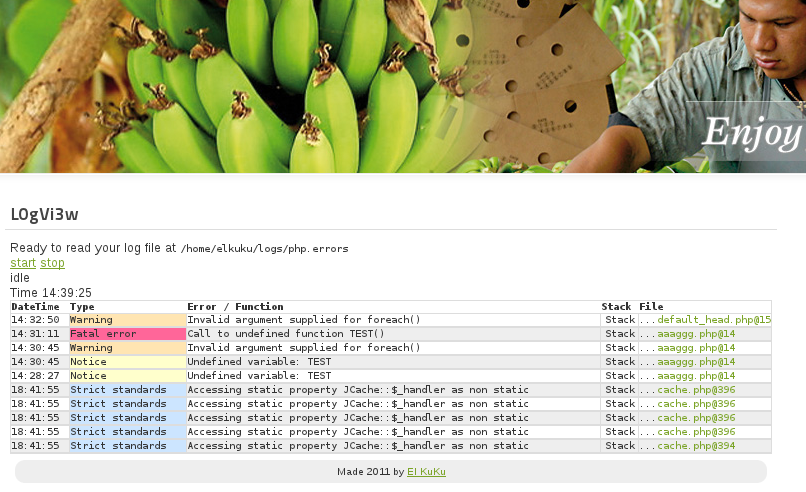 Enjoy
L0gVi3w
Ready to read your log file at /home/elkuku/logs/php.errors
start stop
idle
Time 14:39:25
DateTime Type Error / Function Stack File
14:32:50 Warning Invalid argument supplied for foreach() Stack ...default_head.php@15
14:31:11 Fatal error Call to undefined function TEST() Stack ...aaaggg.php@14
14:30:45 Warning Invalid argument supplied for foreach() Stack ...aaaggg.php@14
14:30:45 Notice Undefined variable: TEST Stack ...aaaggg.php@14
14:28:27 Notice Undefined variable: TEST Stack ...aaaggg.php@14
18:41:55 Strict standards Accessing static property JCache::$_handler as non static Stack ...cache.php@396
18:41:55 Strict standards Accessing static property JCache::$_handler as non static Stack ...cache.php@396
18:41:55 Strict standards Accessing static property JCache::$_handler as non static Stack ...cache.php@396
18:41:55 Strict standards Accessing static property JCache::$_handler as non static Stack ...cache.php@396
18:41:55 Strict standards Accessing static property JCache::$_handler as non static Stack ...cache.php@394
Made 2011 by El KuKu